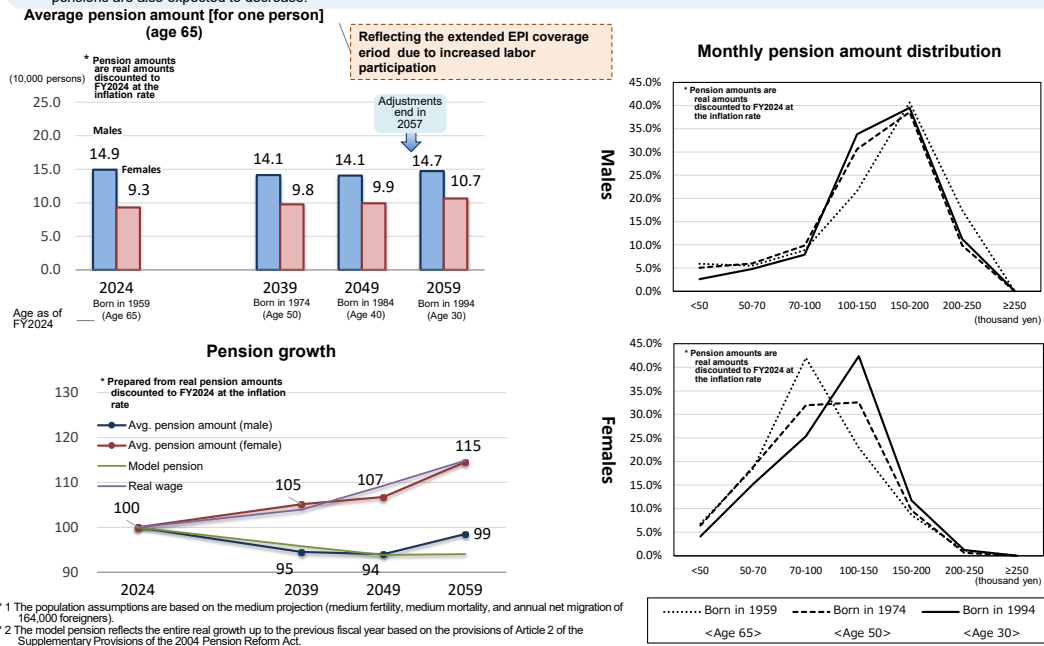 pensions are also expected to decrease.
Average pension amount [for one person]
(age 65)
Reflecting the extended EPI coverage
eriod due to increased labor
participation
* Pension amounts
are real amounts
discounted to
FY2024 at the
inflation rate
(10,000 persons)
25.0
20.0
15.0
10.0
5.0
0.0
Males
Females
Adjustments
end in
2057
14.9
9.3
14.1
9.8
14.1
9.9
14.7
10.7
2024
2039
2049
2059
Born in 1959
(Age 65)
Born in 1974
(Age 50)
Born in 1984
(Age 40)
Born in 1994
(Age 30)
Age as of
FY2024
Pension growth
* Prepared from real pension amounts
discounted to FY2024 at the inflation
rate
Avg. pension amount (male)
Avg. pension amount (female)
Model pension
Real wage
130
120
110
100
90
100
105
107
115
95
94
99
2024
2039
2049
2059
* 1 The population assumptions are based on the medium projection (medium fertility, medium mortality, and annual net migration of
164,000 foreigners).
* 2 The model pension reflects the entire real growth up to the previous fiscal year based on the provisions of Article 2 of the
Supplementary Provisions of the 2004 Pension Reform Act.
Monthly pension amount distribution
Males
45.0%
40.0%
35.0%
30.0%
25.0%
20.0%
15.0%
10.0%
5.0%
0.0%
* Pension amounts are
real amounts
discounted to FY2024 at
the inflation rate
<50
50-70
70-100
100-150
150-200
200-250
≥250
(thousand yen)
Females
45.0%
40.0%
35.0%
30.0%
25.0%
20.0%
15.0%
10.0%
5.0%
0.0%
* Pension amounts are
real amounts
discounted to FY2024 at
the inflation rate
<50
50-70
70-100
100-150
150-200
200-250
≥250
(thousand yen)
Born in 1959
Born in 1974
Born in 1994
<Age 65>
<Age 50>
<Age 30>